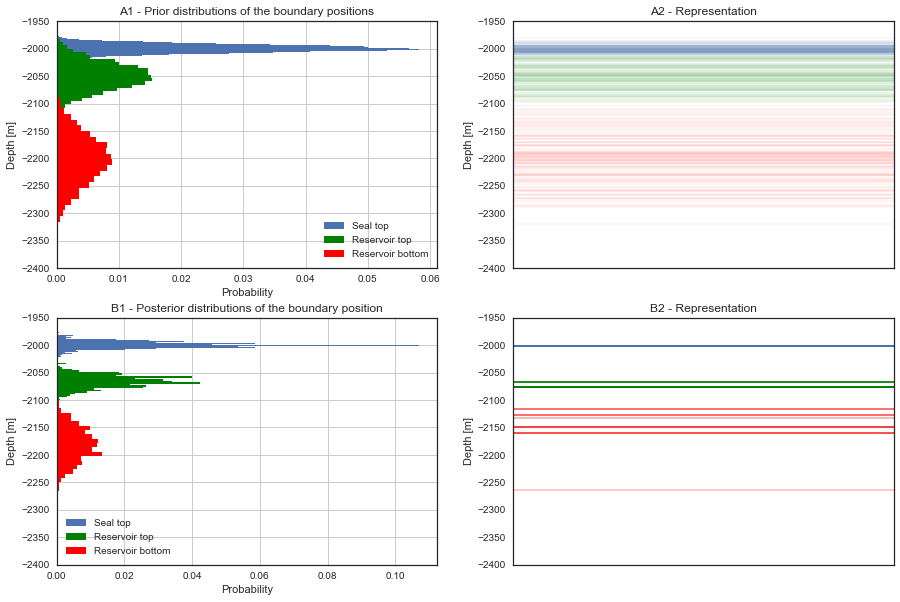 A1 - Prior distributions of the boundary positions
−1950
−2000
−2050
−2100
−2150
−2200
−2250
−2300
−2350
−2400
Depth [m]
Seal top
Reservoir top
Reservoir bottom
0.00 0.01 0.02 0.03 0.04 0.05 0.06
Probability
A2 - Representation
−1950
−2000
−2050
−2100
−2150
−2200
−2250
−2300
−2350
−2400
Depth [m]
B1 - Posterior distributions of the boundary position
−1950
−2000
−2050
−2100
−2150
−2200
−2250
−2300
−2350
−2400
Depth [m]
Seal top
Reservoir top
Reservoir bottom
0.00 0.02 0.04 0.06 0.08 0.10
Probability
B2 - Representation
−1950
−2000
−2050
−2100
−2150
−2200
−2250
−2300
−2350
−2400
Depth [m]